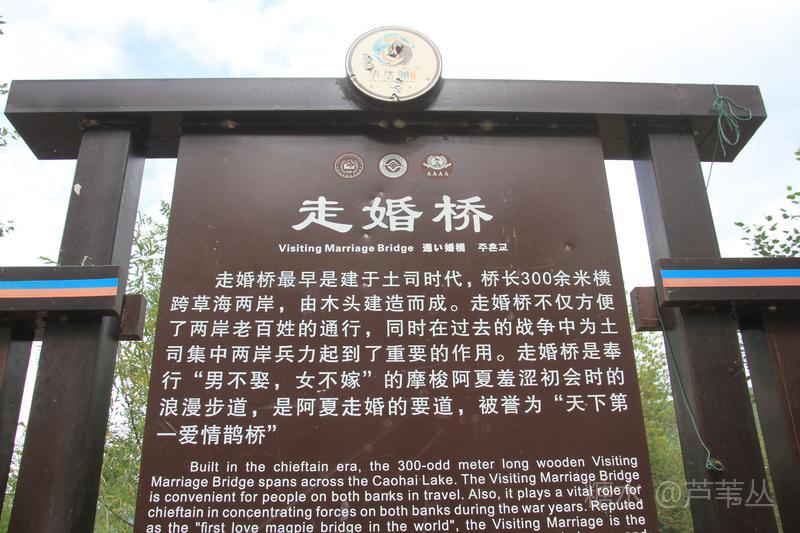 泸沽湖
AAAA
走婚桥
Visiting Marriage Bridge 通い婚橋 주혼교
走婚桥最早是建于土司时代，桥长300余米横
跨草海两岸，由木头建造而成。走婚桥不仅方便
了两岸老百姓的通行，同时在过去的战争中为土
司集中两岸兵力起到了重要的作用。走婚桥是奉
行“男不娶，女不嫁”的摩梭阿夏羞涩初会时的
浪漫步道，是阿夏走婚的要道，被誉为“天下第
一爱情鹊桥”
Built in the chieftain era, the 300-odd meter long wooden Visiting
Marriage Bridge spans across the Caohai Lake. The Visiting Marriage Bridge
is convenient for people on both banks in travel. Also, it plays a vital role for
chieftain in concentrating forces on both banks during the war years. Reputed
as the "first love magpie bridge in the world", the Visiting Marriage is the
@芦苇丛